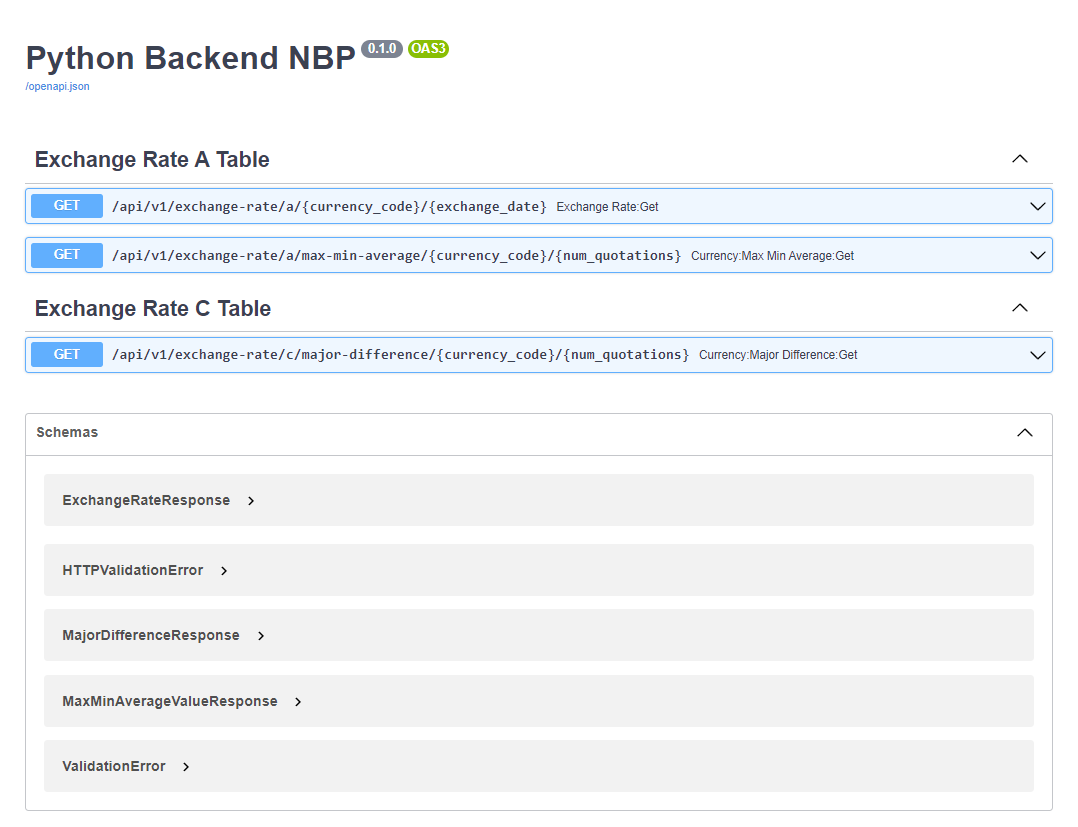 Python Backend NBP 0.1.0 OAS3
/openapi.json
Exchange Rate A Table
GET /api/v1/exchange-rate/a/{currency_code}/{exchange_date} Exchange Rate:Get
GET /api/v1/exchange-rate/a/max-min-average/{currency_code}/{num_quotations} Currency:Max Min Average:Get
Exchange Rate C Table
GET /api/v1/exchange-rate/c/major-difference/{currency_code}/{num_quotations} Currency:Major Difference:Get
Schemas
ExchangeRateResponse
HTTPValidationError
MajorDifferenceResponse
MaxMinAverageValueResponse
ValidationError